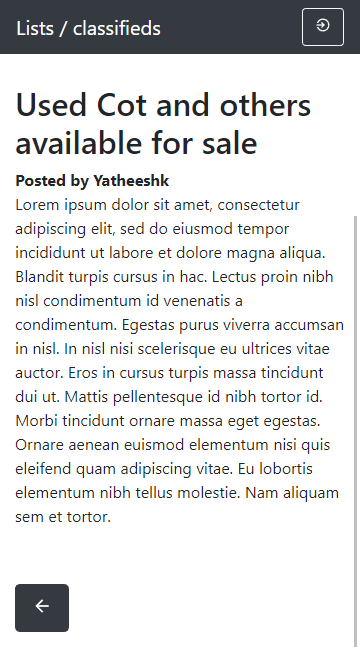 Lists / classifieds
Used Cot and others
available for sale
Posted by Yatheeshk
Lorem ipsum dolor sit amet, consectetur
adipiscing elit, sed do eiusmod tempor
incididunt ut labore et dolore magna aliqua.
Blandit turpis cursus in hac. Lectus proin nibh
nisl condimentum id venenatis a
condimentum. Egestas purus viverra accumsan
in nisl. In nisl nisi scelerisque eu ultrices vitae
auctor. Eros in cursus turpis massa tincidunt
dui ut. Mattis pellentesque id nibh tortor id.
Morbi tincidunt ornare massa eget egestas.
Ornare aenean euismod elementum nisi quis
eleifend quam adipiscing vitae. Eu lobortis
elementum nibh tellus molestie. Nam aliquam
sem et tortor.